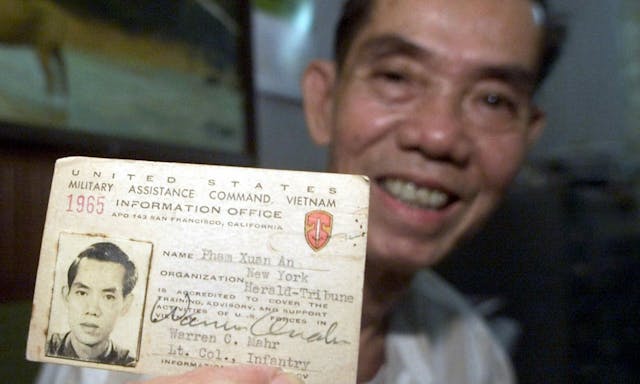 UNITED STATES
MILITARY ASSISTANCE COMMAND VIETNAM
1965 INFORMATION OFFICE
APO 143 SAN FRANCISCO, CALIFORNIA
NAME Pham Xuan An
ORGANIZATION New York
Herald-Tribune
IS ACCREDITED TO COVER THE
TRAINING, ADVISORY, AND SUPPORT
ACTIVITIES OF U.S. FORCES IN
Warren C. Mahr
Lt. Col., Infantry